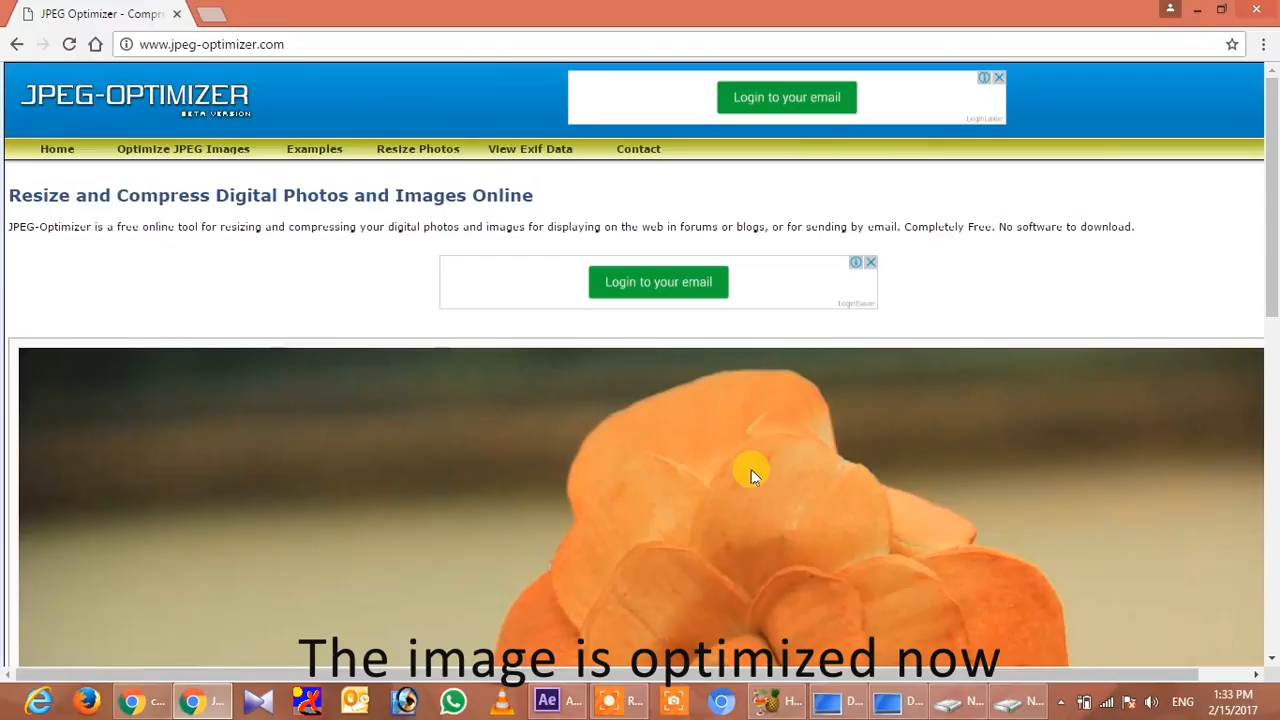 JPEG Optimizer - Compr
www.jpeg-optimizer.com
JPEG-OPTIMIZER
BETA VERSION
Login to your email
Home Optimize JPEG Images Examples Resize Photos View Exif Data Contact
Resize and Compress Digital Photos and Images Online
JPEG-Optimizer is a free online tool for resizing and compressing your digital photos and images for displaying on the web in forums or blogs, or for sending by email. Completely Free. No software to download.
Login to your email
The image is optimized now
c... J... Ae A... R... H... D... D... N... N... ENG
1:33 PM
2/15/2017